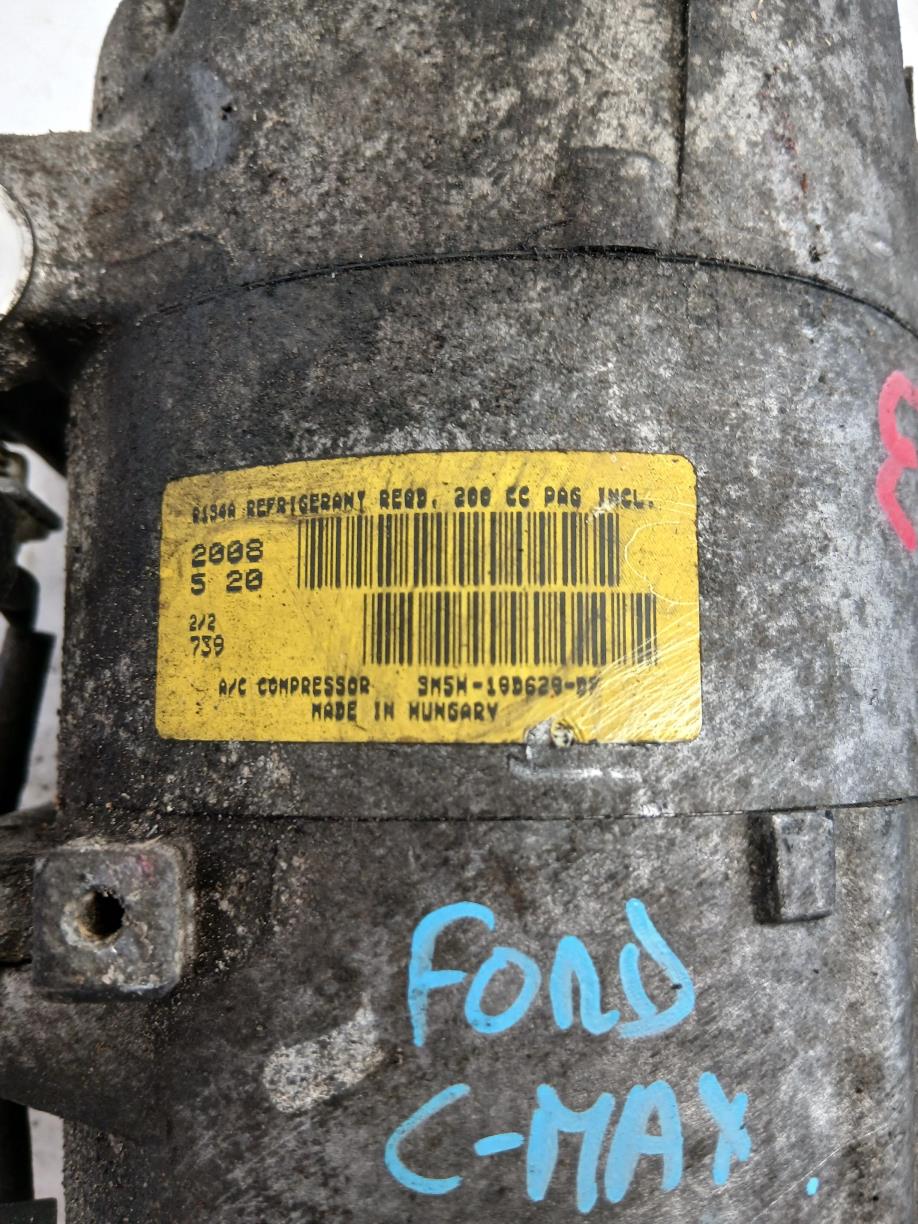 R134A REFRIGERANT REQD. 200 CC PAG INCL.
2008
5 20
2/2
739
A/C COMPRESSOR
MADE IN HUNGARY
FORD
C-MAX
8